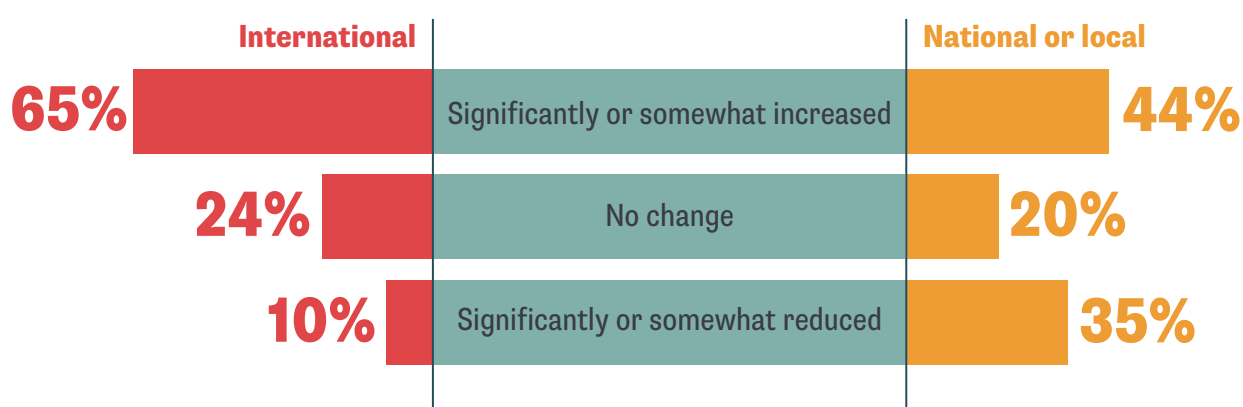 International
National or local
65%
Significantly or somewhat increased
44%
24%
No change
20%
10%
Significantly or somewhat reduced
35%